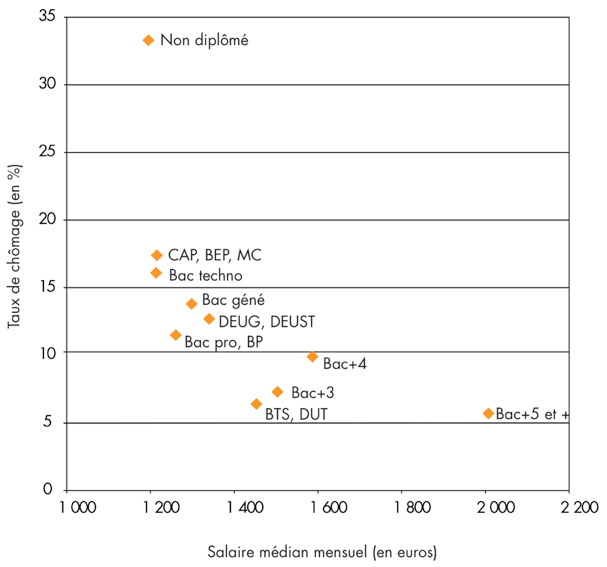 35
Non diplômé
30
25
20
CAP, BEP, MC
Bac techno
15
Bac géné
DEUG, DEUST
Bac pro, BP
10
Bac+4
Bac+3
BTS, DUT
Bac+5 et +
5
0
1 000 1 200 1 400 1 600 1 800 2 000 2 200
Taux de chômage (en %)
Salaire médian mensuel (en euros)